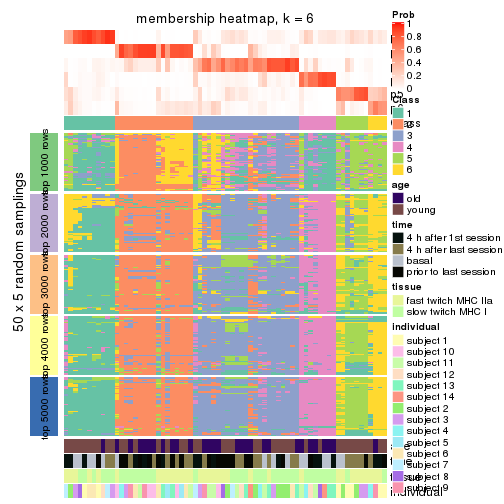 membership heatmap, k = 6
50 x 5 random samplings
top 1000 rows
top 2000 rows
top 3000 rows
top 4000 rows
top 5000 rows
Prob
1
0.8
0.6
0.4
0.2
0
Class
1
2
3
4
5
6
age
old
young
time
4 h after 1st session
4 h after last session
basal
prior to last session
tissue
fast twitch MHC IIa
slow twitch MHC I
individual
subject 1
subject 10
subject 11
subject 12
subject 13
subject 14
subject 2
subject 3
subject 4
subject 5
subject 6
subject 7
subject 8
subject 9
individual